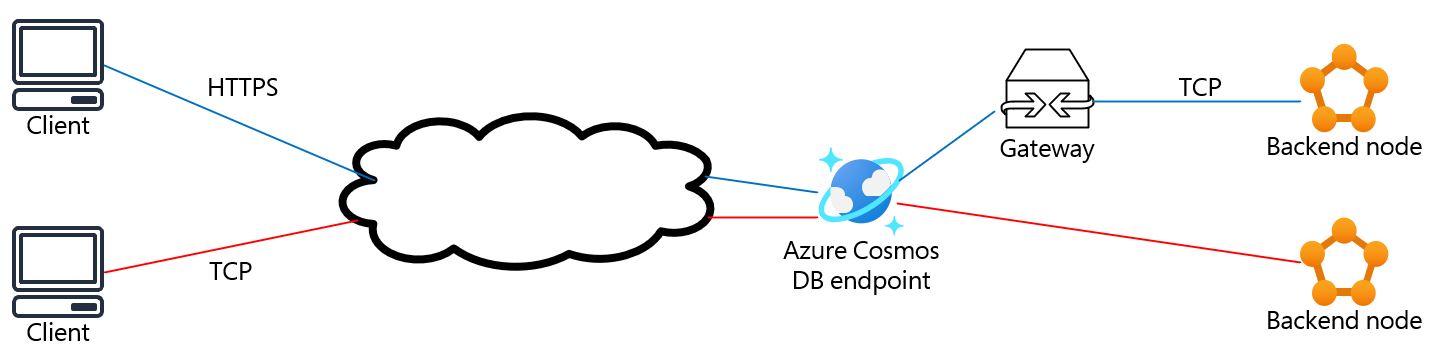 HTTPS
Client
TCP
Client
Azure Cosmos
DB endpoint
Gateway
TCP
Backend node
Backend node